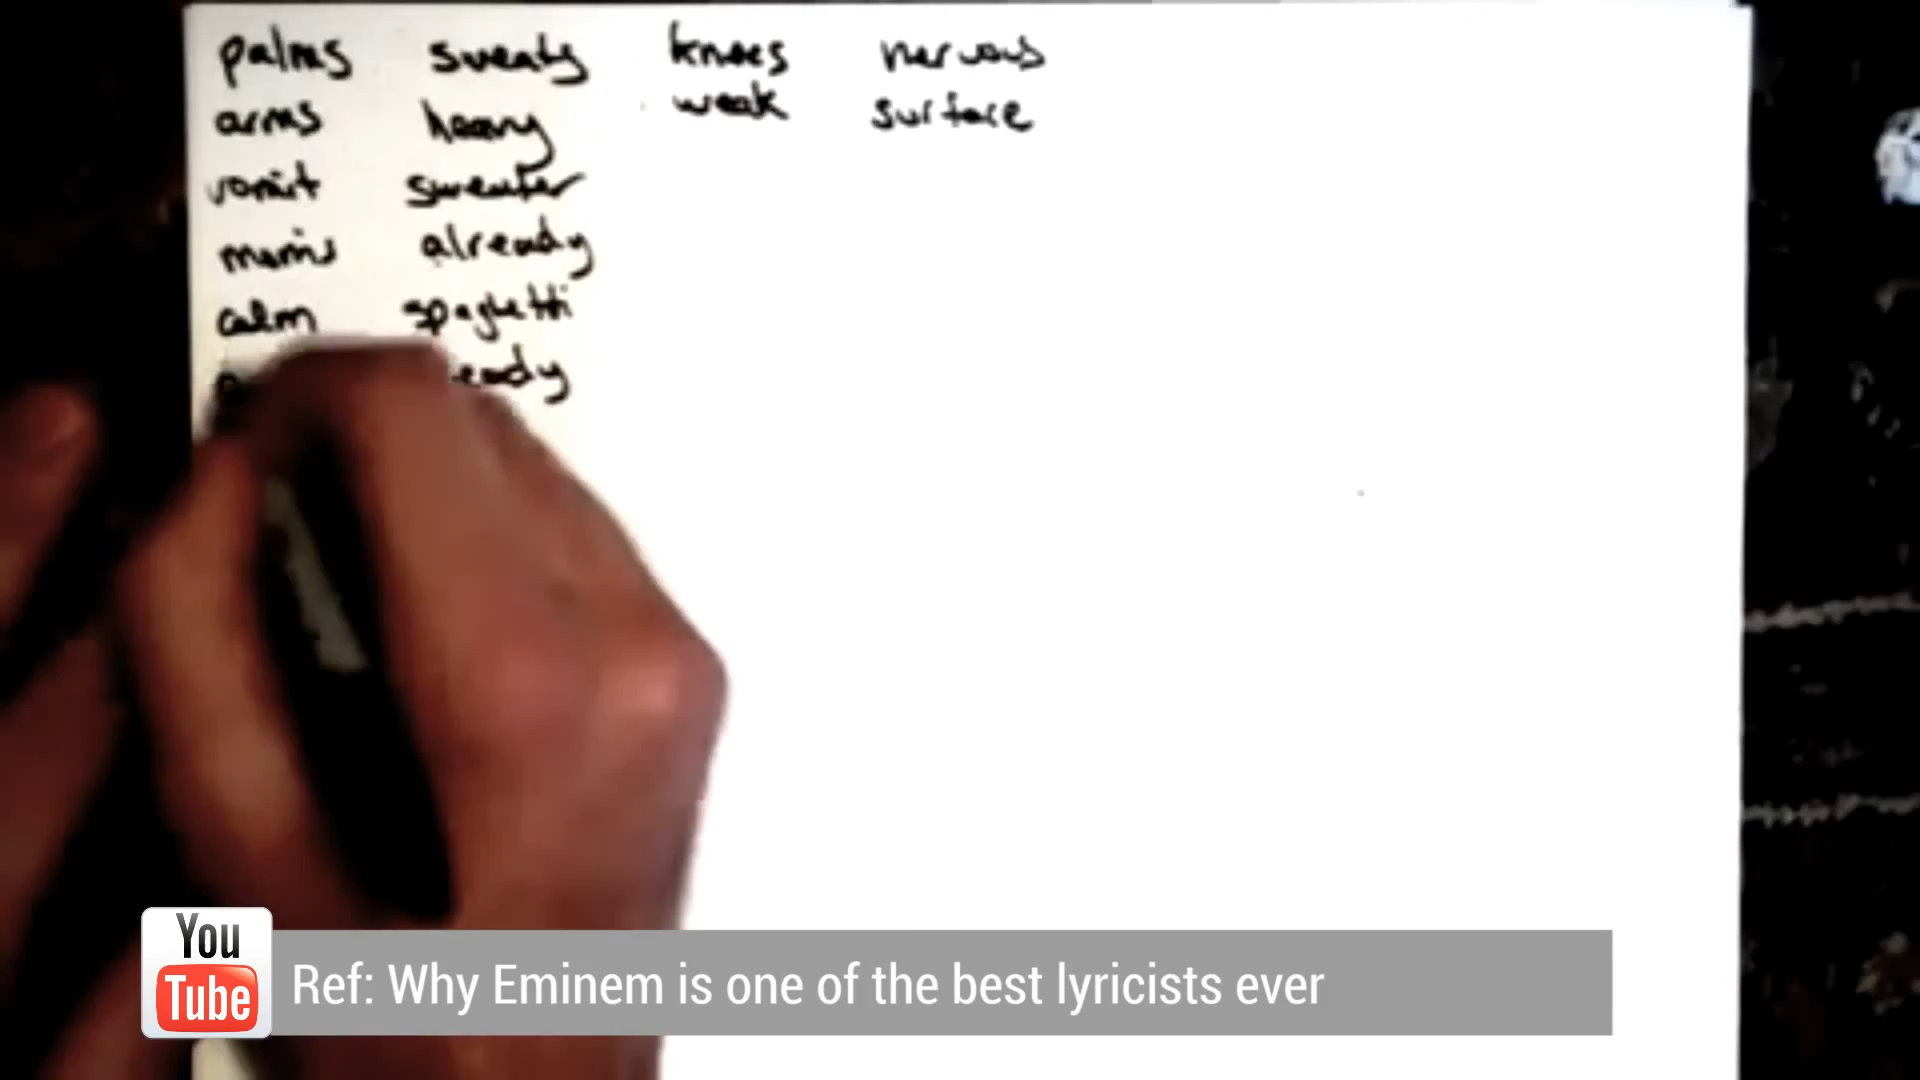 palms sweaty knees nervous
arms heavy weak surface
vomit sweater
mom's already
calm spaghetti
You
Tube
Ref: Why Eminem is one of the best lyricists ever